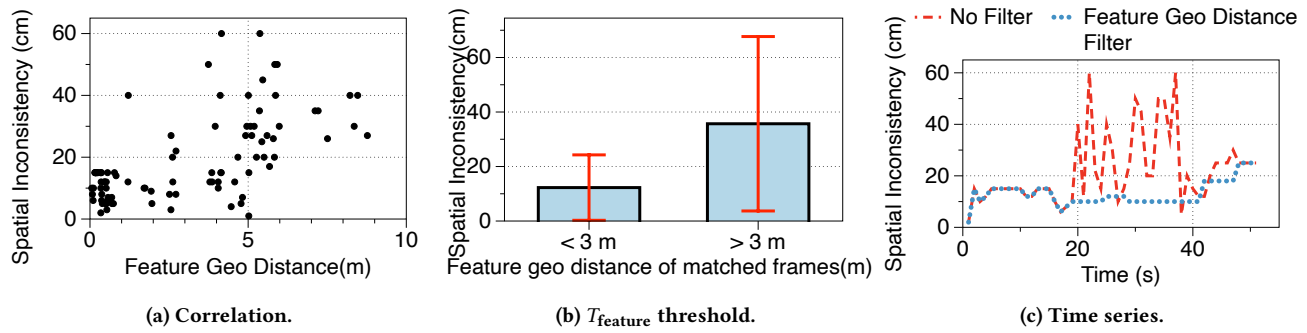 Spatial Inconsistency (cm)
60
40
20
0
0
5
10
Feature Geo Distance(m)
(a) Correlation.
Spatial Inconsistency(cm)
60
40
20
0
< 3 m
> 3 m
Feature geo distance of matched frames(m)
(b) Tfeature threshold.
No Filter
Feature Geo Distance
Filter
Spatial Inconsistency (cm)
60
40
20
0
0
20
40
Time (s)
(c) Time series.